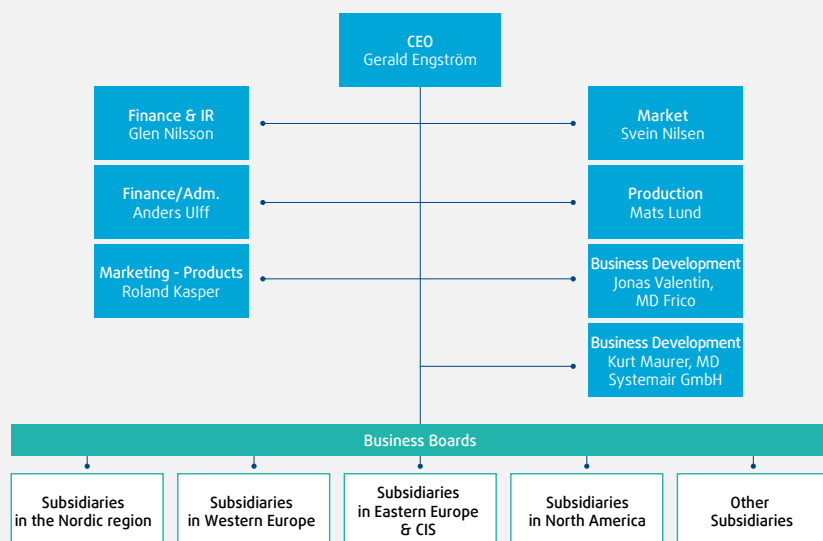 CEO
Gerald Engström
Finance & IR
Glen Nilsson
Market
Svein Nilsen
Finance/Adm.
Anders Ulff
Production
Mats Lund
Marketing - Products
Roland Kasper
Business Development
Jonas Valentin,
MD Frico
Business Development
Kurt Maurer, MD
Systemair GmbH
Business Boards
Subsidiaries
in the Nordic region
Subsidiaries
in Western Europe
Subsidiaries
in Eastern Europe
& CIS
Subsidiaries
in North America
Other
Subsidiaries